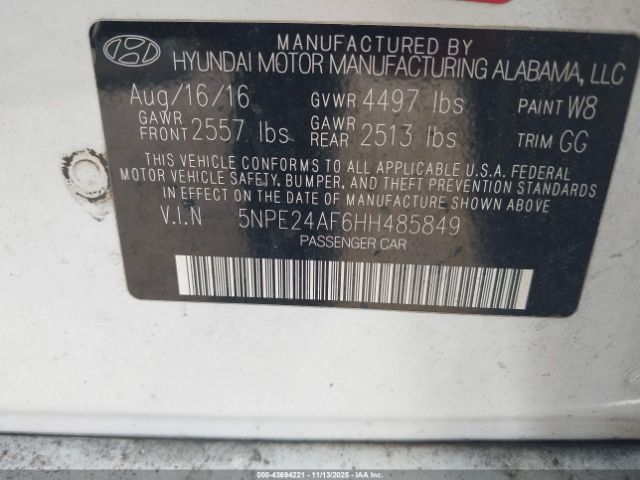 MANUFACTURED BY
HYUNDAI MOTOR MANUFACTURING ALABAMA, LLC
Aug/16/16 GVWR 4497 lbs PAINT W8
GAWR FRONT 2557 lbs GAWR REAR 2513 lbs TRIM GG
THIS VEHICLE CONFORMS TO ALL APPLICABLE U.S.A. FEDERAL
MOTOR VEHICLE SAFETY, BUMPER, AND THEFT PREVENTION STANDARDS
IN EFFECT ON THE DATE OF MANUFACTURE SHOWN ABOVE.
V.I.N 5NPE24AF6HH485849
PASSENGER CAR
000-43694221 - 11/13/2025 - IAAI.COM